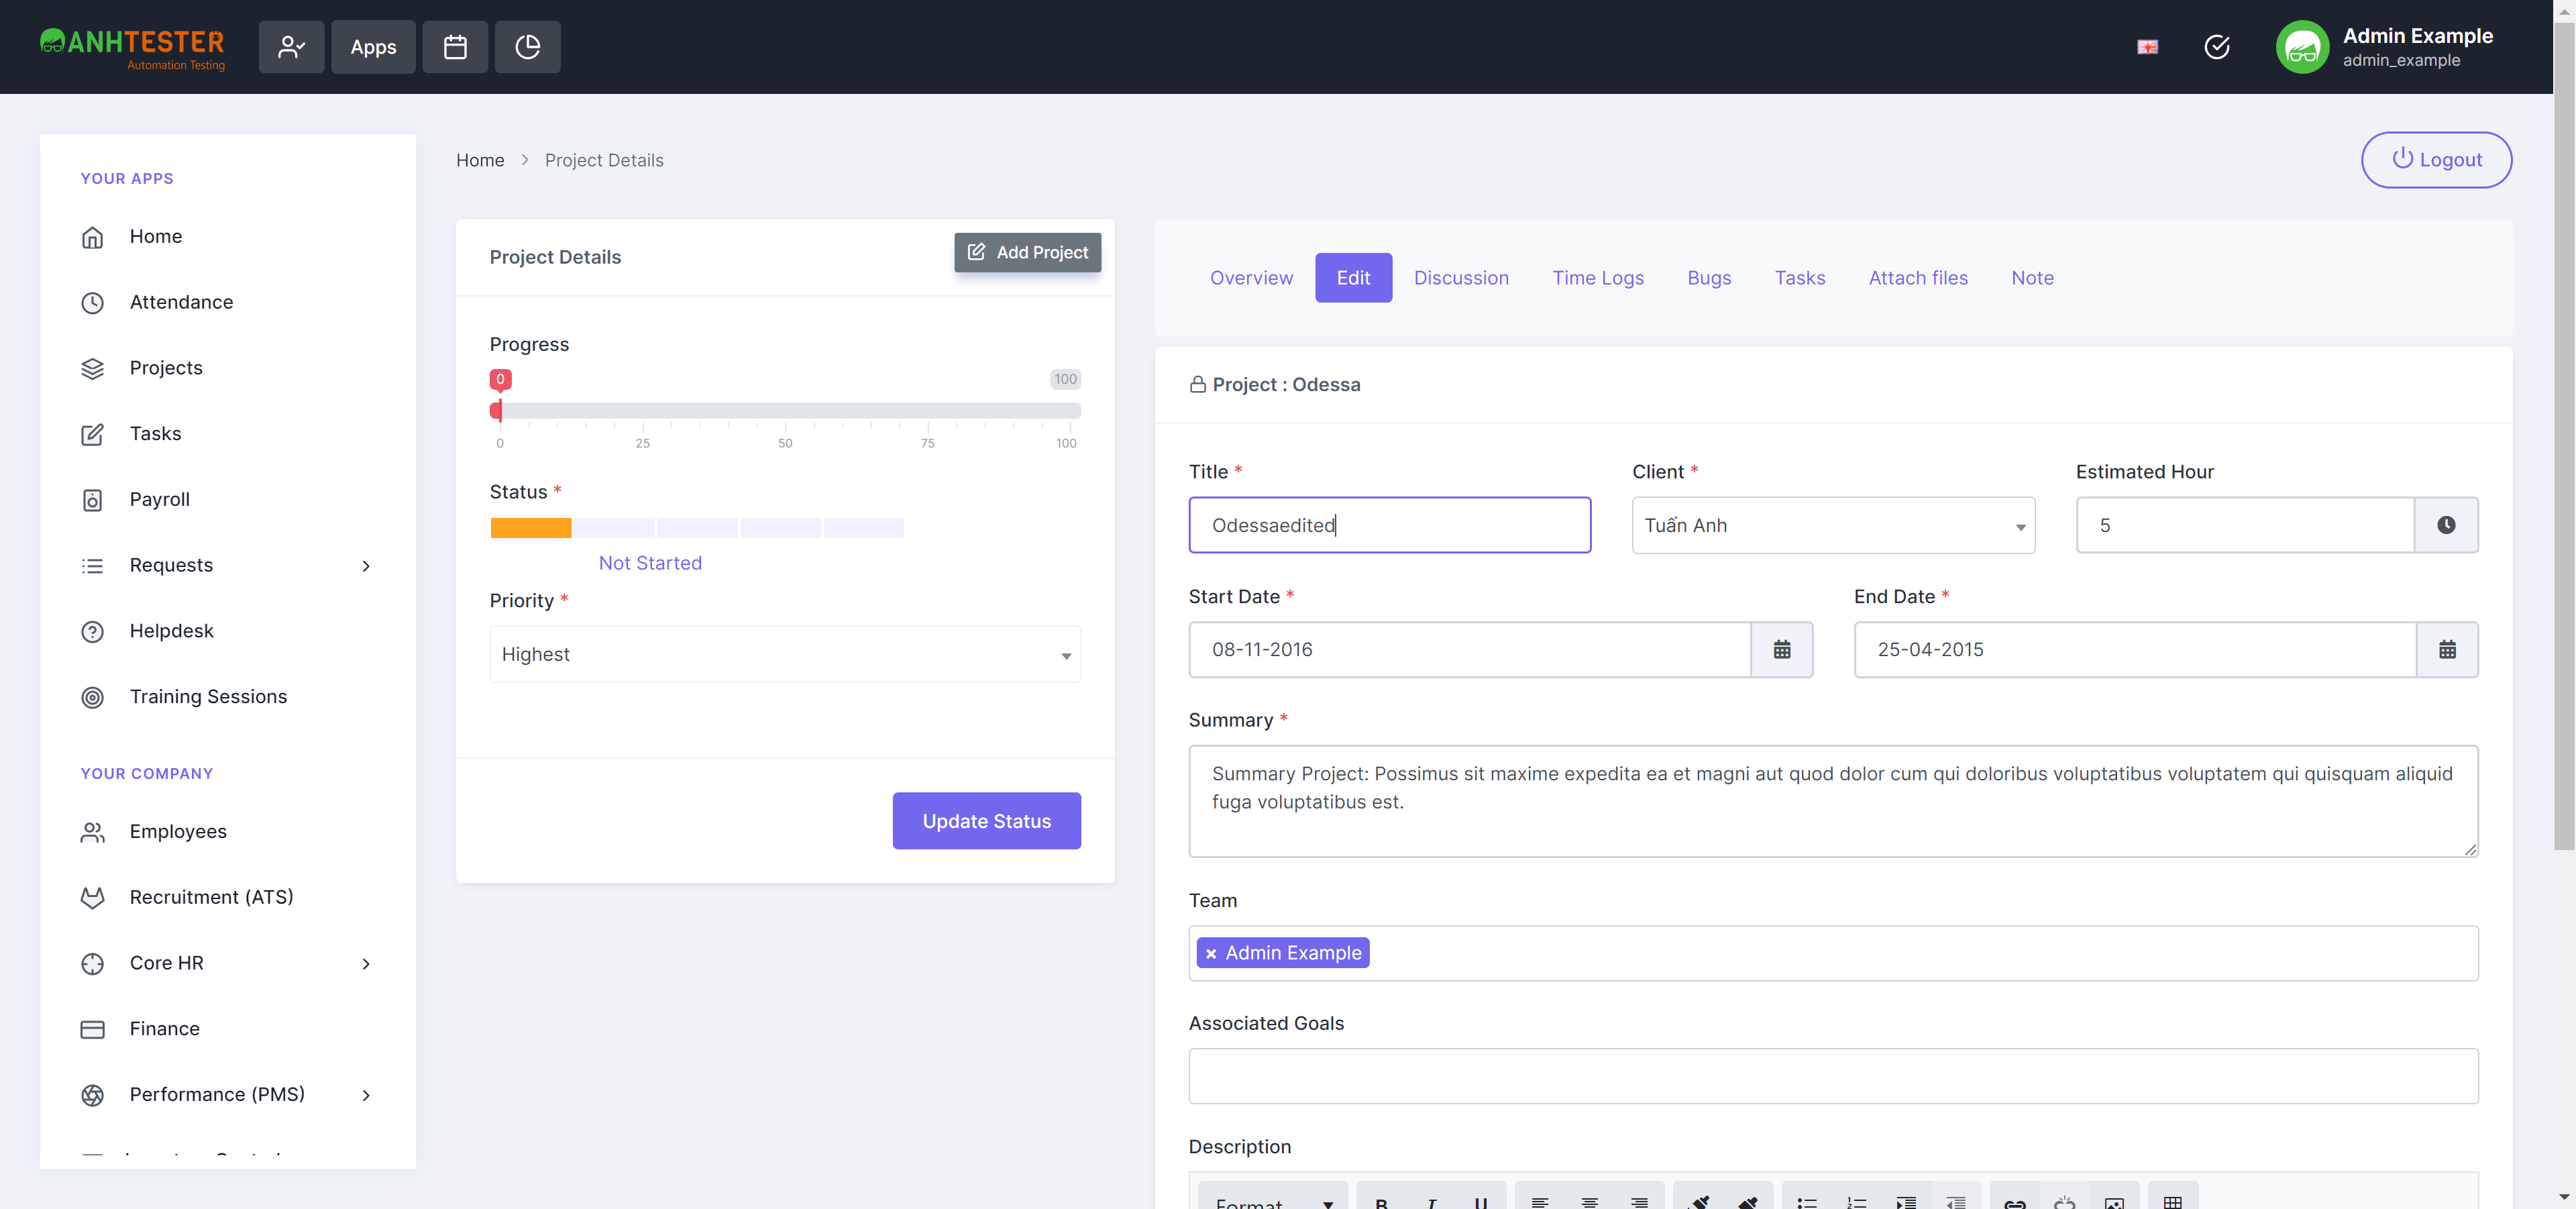 ANHTESTER
Automation Testing
Apps
Admin Example
admin_example
YOUR APPS
Home
Attendance
Projects
Tasks
Payroll
Requests
Helpdesk
Training Sessions
YOUR COMPANY
Employees
Recruitment (ATS)
Core HR
Finance
Performance (PMS)
Home > Project Details
Logout
Project Details
Add Project
Progress
0
100
0 25 50 75 100
Status *
Not Started
Priority *
Highest
Update Status
Overview Edit Discussion Time Logs Bugs Tasks Attach files Note
Project : Odessa
Title *
Odessaedited
Client *
Tuấn Anh
Estimated Hour
5
Start Date *
08-11-2016
End Date *
25-04-2015
Summary *
Summary Project: Possimus sit maxime expedita ea et magni aut quod dolor cum qui doloribus voluptatibus voluptatem qui quisquam aliquid
fuga voluptatibus est.
Team
× Admin Example
Associated Goals
Description
Format B I U